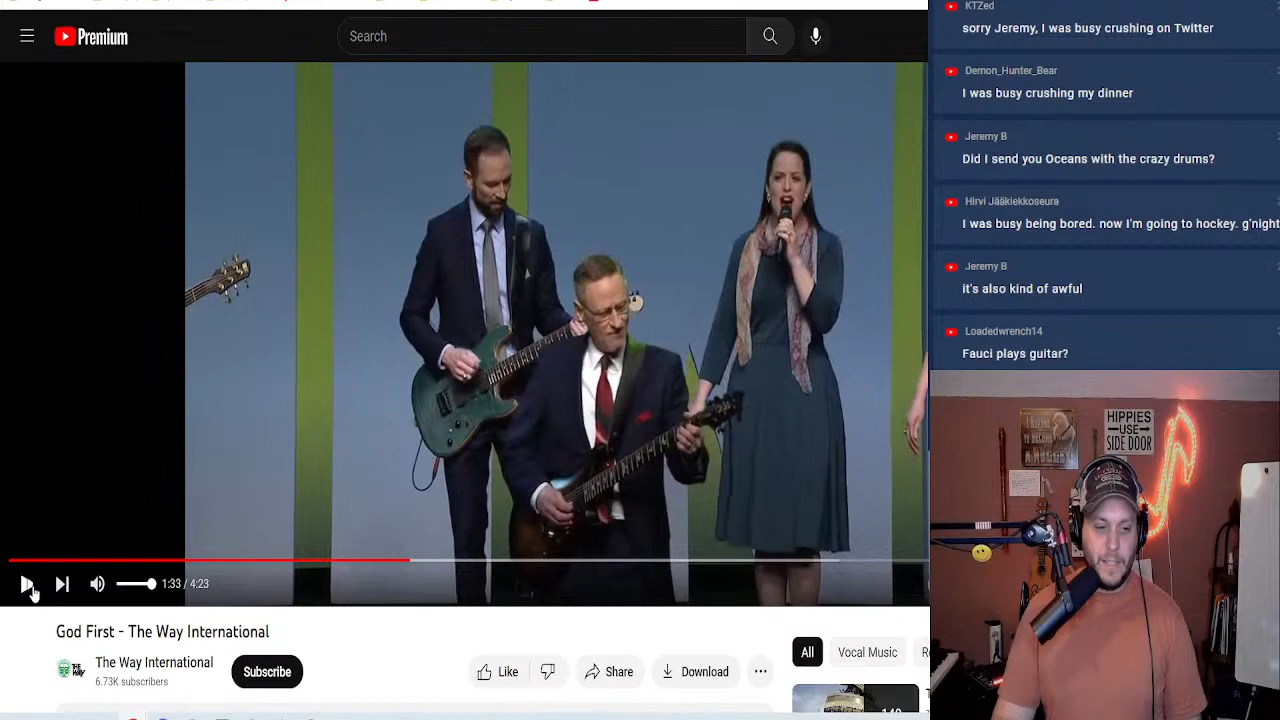 Premium
Search
1:33 / 4:23
God First - The Way International
The Way International
6.73K subscribers
Subscribe
Like
Share
Download
All
Vocal Music
KTZed
sorry Jeremy, I was busy crushing on Twitter
Demon_Hunter_Bear
I was busy crushing my dinner
Jeremy B
Did I send you Oceans with the crazy drums?
Hirvi Jääkiekkoseura
I was busy being bored. now I'm going to hockey. g'night
Jeremy B
it's also kind of awful
Loadedwrench14
Fauci plays guitar?
HIPPIES
USE
SIDE DOOR